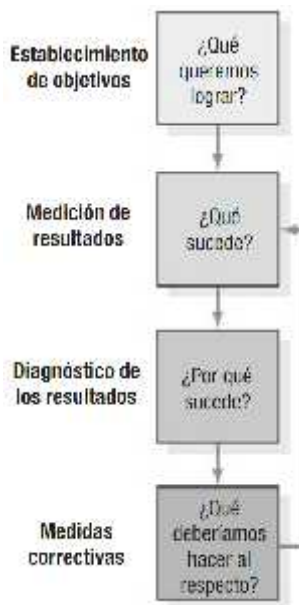 Establecimiento
de objetivos
¿Qué
queremos
lograr?
Medición de
resultados
¿Qué
sucede?
Diagnóstico de
los resultados
¿Por qué
sucede?
Medidas
correctivas
¿Qué
deberíamos
hacer al
respecto?